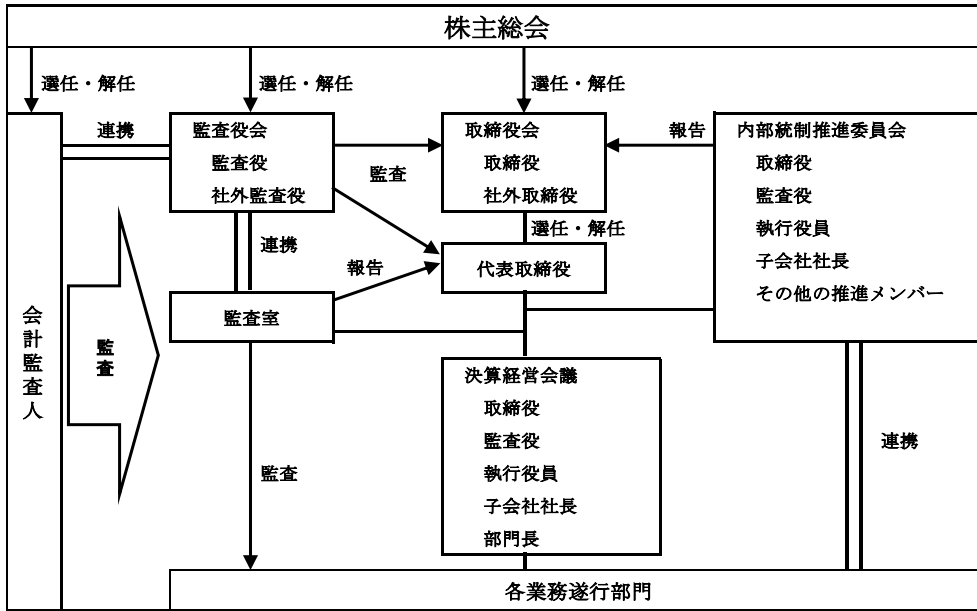 株主総会
選任・解任
選任・解任
選任・解任
連携
監査役会
監査役
社外監査役
監査
取締役会
取締役
社外取締役
報告
内部統制推進委員会
取締役
監査役
執行役員
子会社社長
その他の推進メンバー
連携
選任・解任
報告
代表取締役
監査室
会計監査人
監査
決算経営会議
取締役
監査役
執行役員
子会社社長
部門長
監査
連携
各業務遂行部門